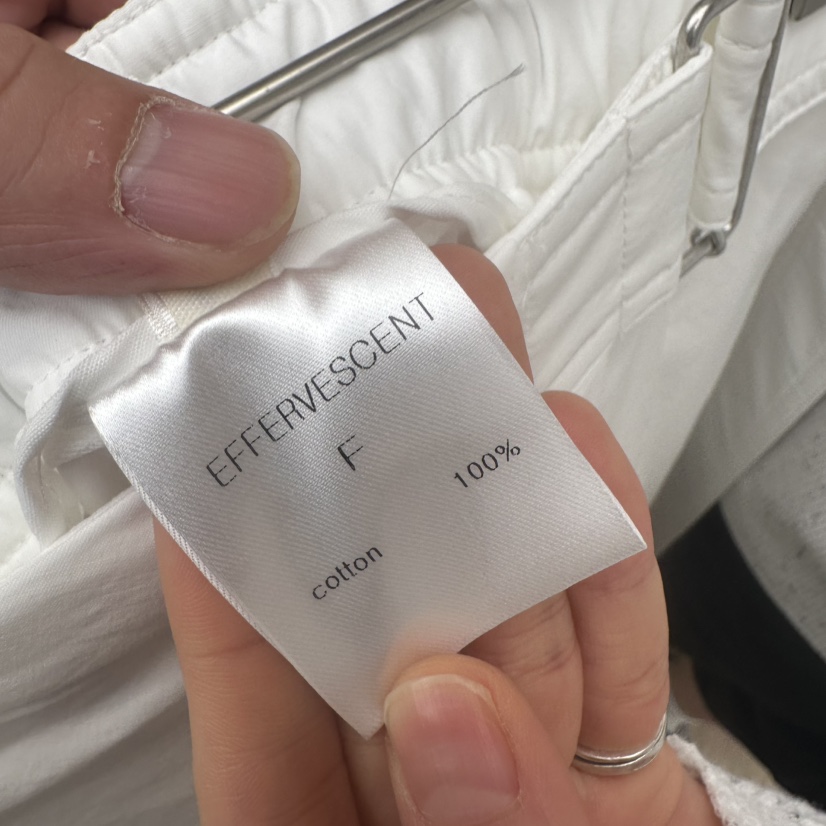 EFFERVESCENT
F
cotton 100%